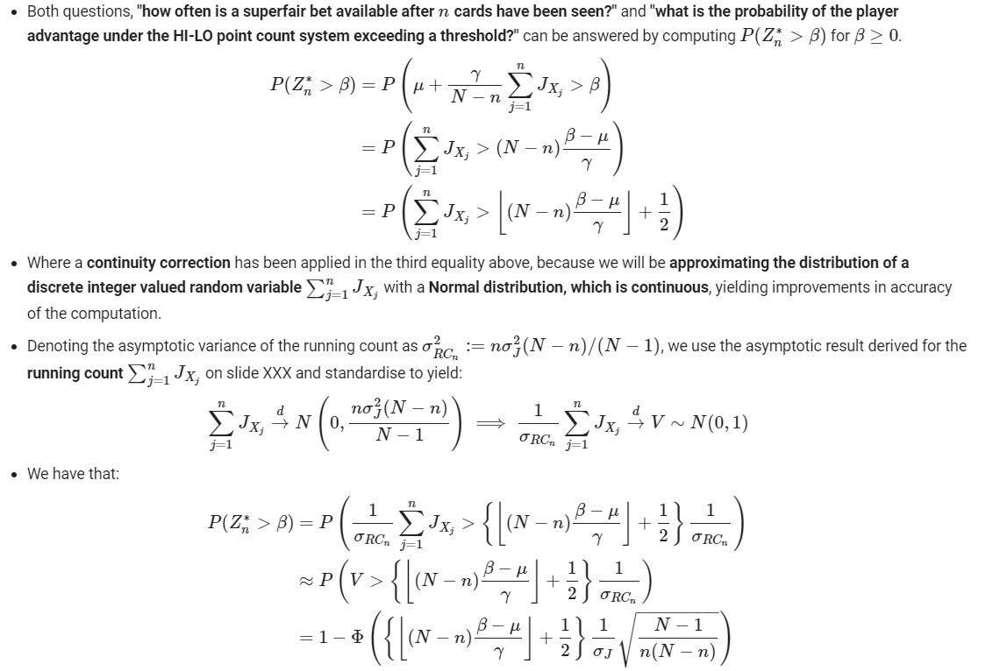 • Both questions, "how often is a superfair bet available after $n$ cards have been seen?" and "what is the probability of the player
advantage under the HI-LO point count system exceeding a threshold?" can be answered by computing $P(Z_n^* > \beta)$ for $\beta \geq 0$.
$P(Z_n^* > \beta) = P\left(\mu + \frac{\gamma}{N-n}\sum_{j=1}^{n} J_{X_j} > \beta\right)$
$= P\left(\sum_{j=1}^{n} J_{X_j} > (N-n)\frac{\beta-\mu}{\gamma}\right)$
$= P\left(\sum_{j=1}^{n} J_{X_j} > \left\lfloor (N-n)\frac{\beta-\mu}{\gamma} \right\rfloor + \frac{1}{2}\right)$
• Where a continuity correction has been applied in the third equality above, because we will be approximating the distribution of a
discrete integer valued random variable $\sum_{j=1}^{n} J_{X_j}$ with a Normal distribution, which is continuous, yielding improvements in accuracy
of the computation.
• Denoting the asymptotic variance of the running count as $\sigma_{RC_n}^2 := n\sigma_J^2(N-n)/(N-1)$, we use the asymptotic result derived for the
running count $\sum_{j=1}^{n} J_{X_j}$ on slide XXX and standardise to yield:
$\sum_{j=1}^{n} J_{X_j} \xrightarrow{d} N\left(0, \frac{n\sigma_J^2(N-n)}{N-1}\right) \implies \frac{1}{\sigma_{RC_n}}\sum_{j=1}^{n} J_{X_j} \xrightarrow{d} V \sim N(0,1)$
• We have that:
$P(Z_n^* > \beta) = P\left(\frac{1}{\sigma_{RC_n}}\sum_{j=1}^{n} J_{X_j} > \left\{\left\lfloor (N-n)\frac{\beta-\mu}{\gamma} \right\rfloor + \frac{1}{2}\right\}\frac{1}{\sigma_{RC_n}}\right)$
$\approx P\left(V > \left\{\left\lfloor (N-n)\frac{\beta-\mu}{\gamma} \right\rfloor + \frac{1}{2}\right\}\frac{1}{\sigma_{RC_n}}\right)$
$= 1 - \Phi\left(\left\{\left\lfloor (N-n)\frac{\beta-\mu}{\gamma} \right\rfloor + \frac{1}{2}\right\}\frac{1}{\sigma_J}\sqrt{\frac{N-1}{n(N-n)}}\right)$